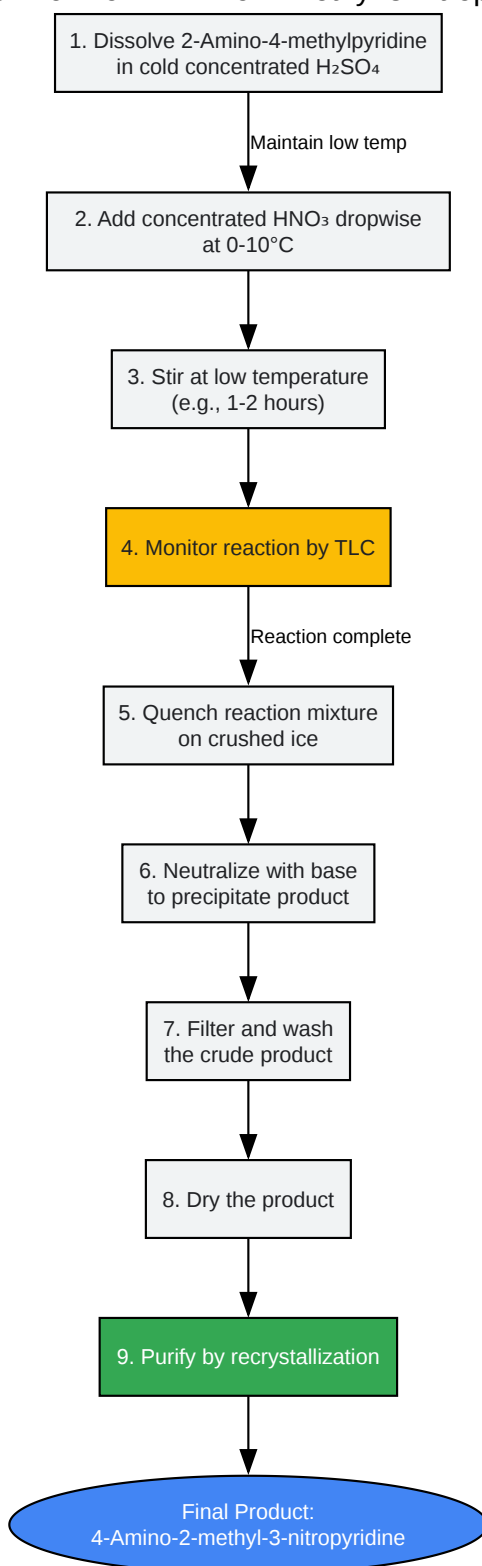 1. Dissolve 2-Amino-4-methylpyridine
in cold concentrated H₂SO₄
Maintain low temp
2. Add concentrated HNO₃ dropwise
at 0-10°C
3. Stir at low temperature
(e.g., 1-2 hours)
4. Monitor reaction by TLC
Reaction complete
5. Quench reaction mixture
on crushed ice
6. Neutralize with base
to precipitate product
7. Filter and wash
the crude product
8. Dry the product
9. Purify by recrystallization
Final Product:
4-Amino-2-methyl-3-nitropyridine